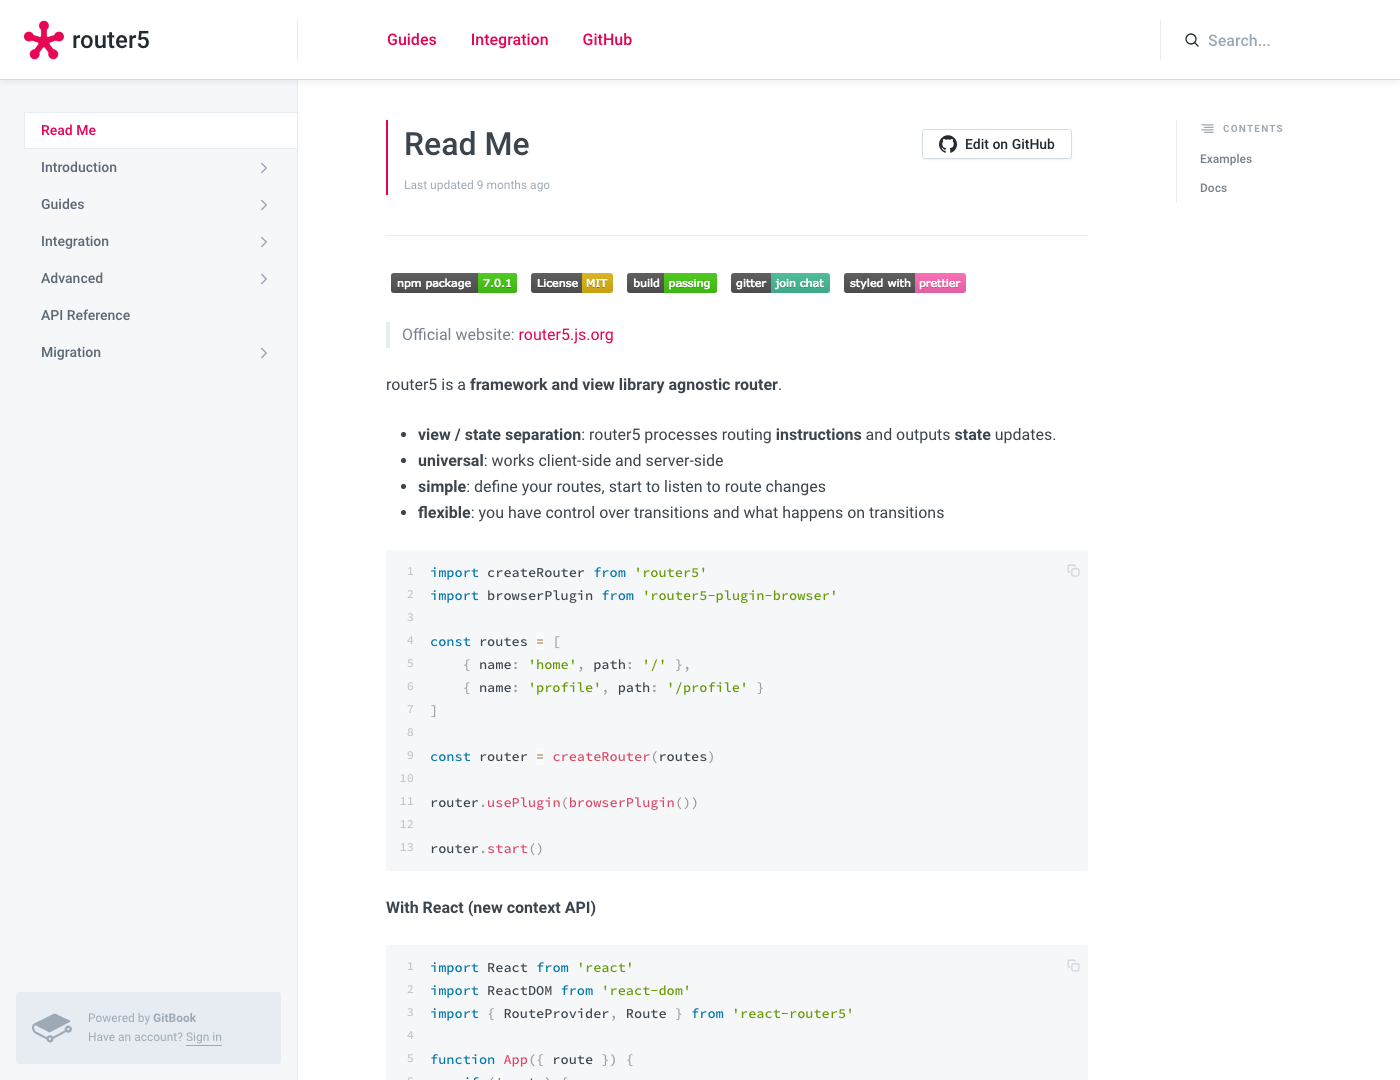 router5
Guides Integration GitHub
Search...
Read Me
Introduction
Guides
Integration
Advanced
API Reference
Migration
Powered by GitBook
Have an account? Sign in
Read Me
Edit on GitHub
Last updated 9 months ago
npm package 7.0.1 License MIT build passing gitter join chat styled with prettier
Official website: router5.js.org
router5 is a framework and view library agnostic router.
• view / state separation: router5 processes routing instructions and outputs state updates.
• universal: works client-side and server-side
• simple: define your routes, start to listen to route changes
• flexible: you have control over transitions and what happens on transitions
1 import createRouter from 'router5'
2 import browserPlugin from 'router5-plugin-browser'
3
4 const routes = [
5     { name: 'home', path: '/' },
6     { name: 'profile', path: '/profile' }
7 ]
8
9 const router = createRouter(routes)
10
11 router.usePlugin(browserPlugin())
12
13 router.start()
With React (new context API)
1 import React from 'react'
2 import ReactDOM from 'react-dom'
3 import { RouteProvider, Route } from 'react-router5'
4
5 function App({ route }) {
CONTENTS
Examples
Docs